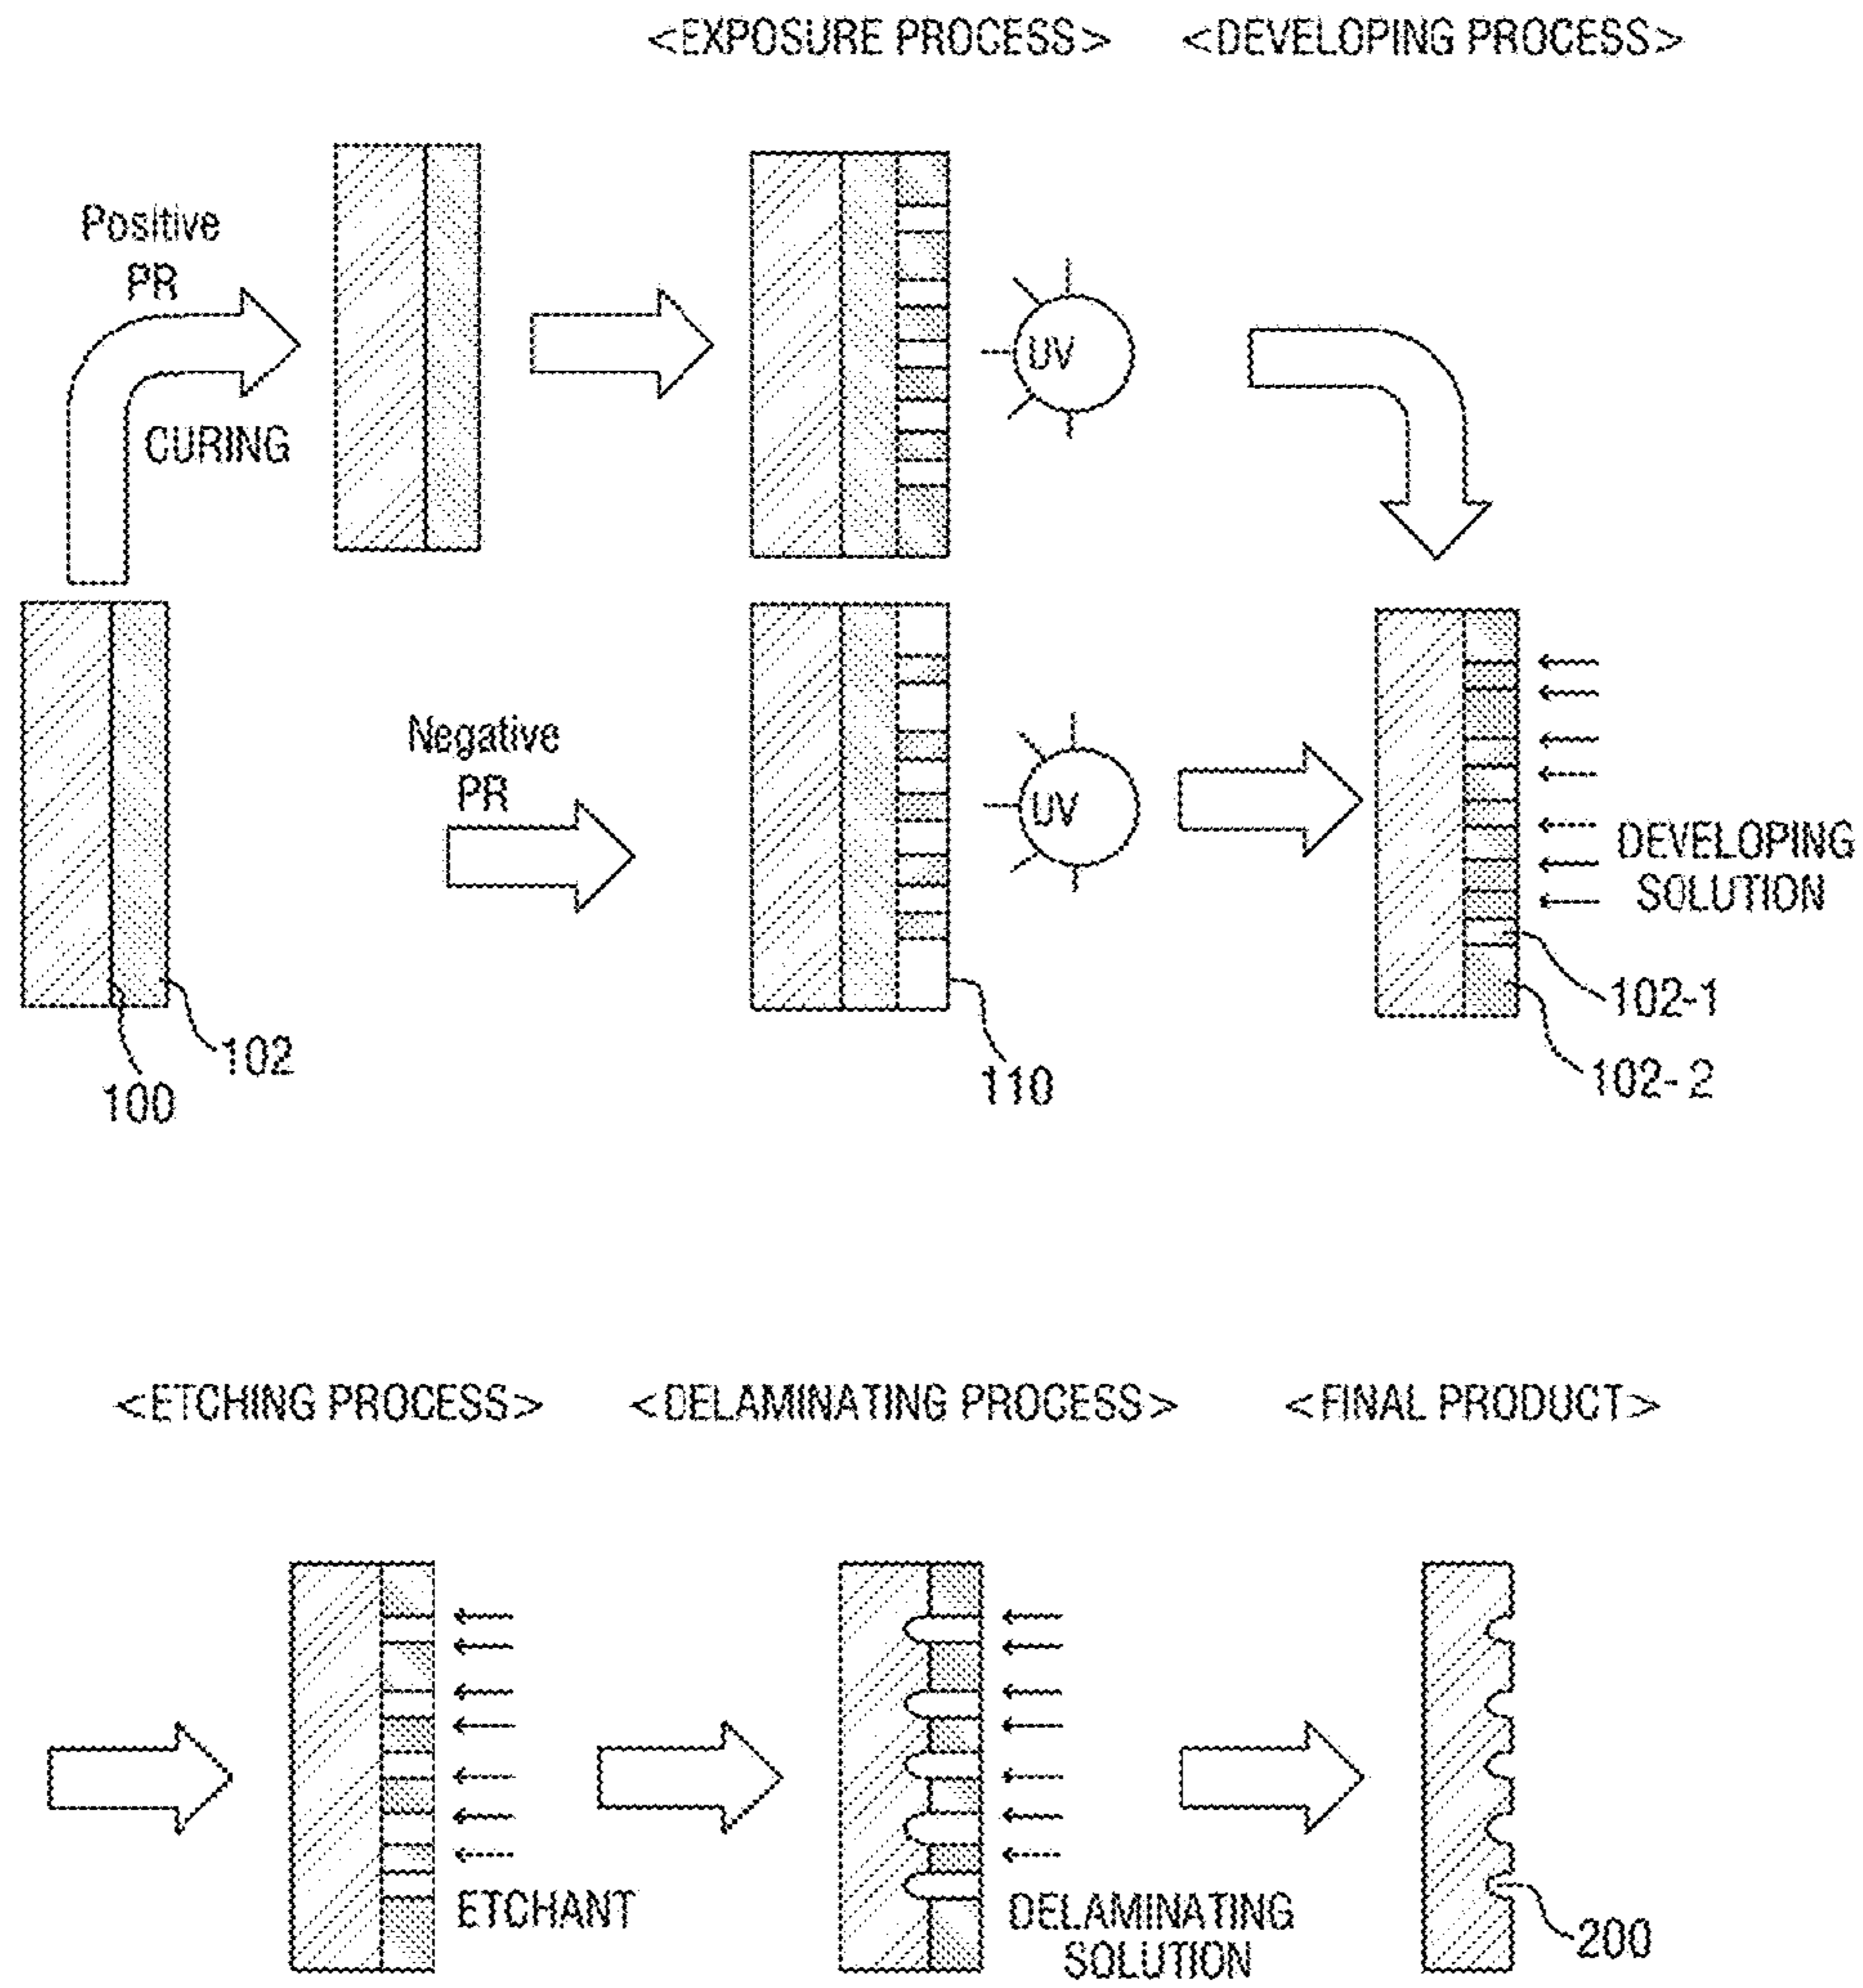 <EXPOSURE PROCESS>
<DEVELOPING PROCESS>
Positive
PR
CURING
UV
Negative
PR
UV
DEVELOPING
SOLUTION
102-1
102-2
102
100
110
<ETCHING PROCESS>
<DELAMINATING PROCESS>
<FINAL PRODUCT>
ETCHANT
DELAMINATING
SOLUTION
200